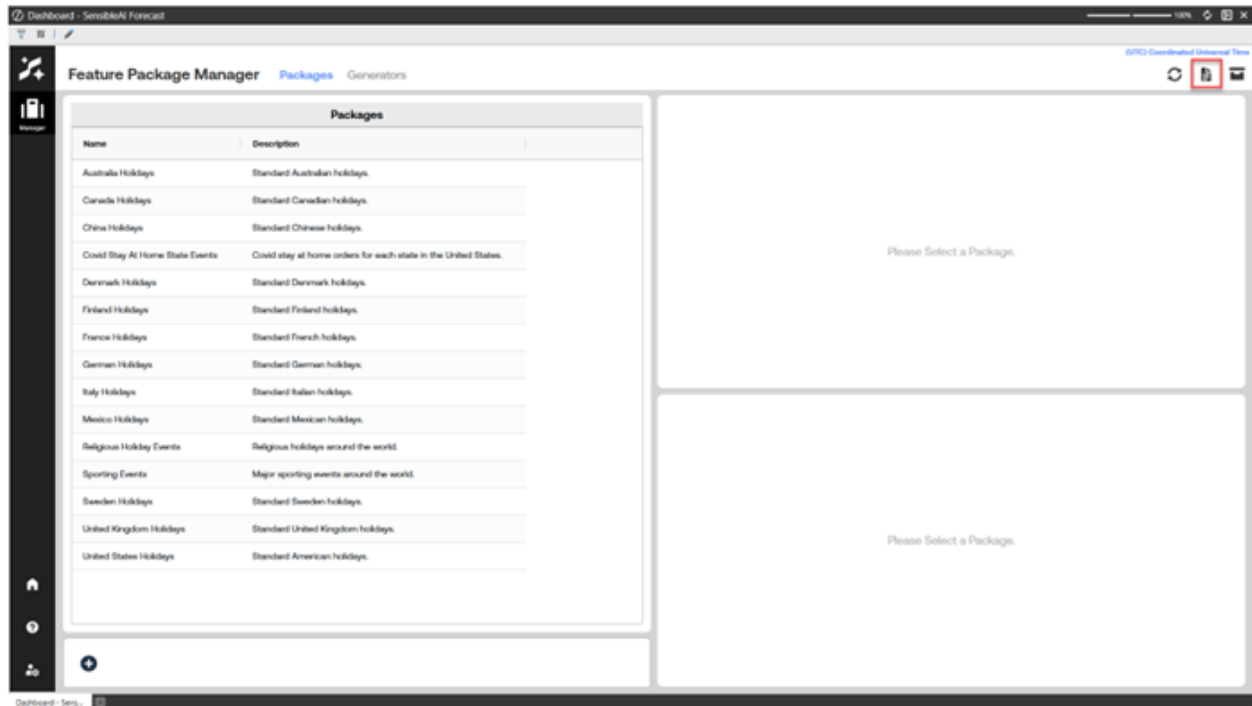 Dashboard - SensibleAI Forecast
100%
(UTC) Coordinated Universal Time
Feature Package Manager Packages Generators
Manager
Packages
Name Description
Australia Holidays Standard Australian holidays.
Canada Holidays Standard Canadian holidays.
China Holidays Standard Chinese holidays.
Covid Stay At Home State Events Covid stay at home orders for each state in the United States.
Denmark Holidays Standard Denmark holidays.
Finland Holidays Standard Finland holidays.
France Holidays Standard French holidays.
German Holidays Standard German holidays.
Italy Holidays Standard Italian holidays.
Mexico Holidays Standard Mexican holidays.
Religious Holiday Events Religious holidays around the world.
Sporting Events Major sporting events around the world.
Sweden Holidays Standard Sweden holidays.
United Kingdom Holidays Standard United Kingdom holidays.
United States Holidays Standard American holidays.
Please Select a Package.
Please Select a Package.
Dashboard - Sens...